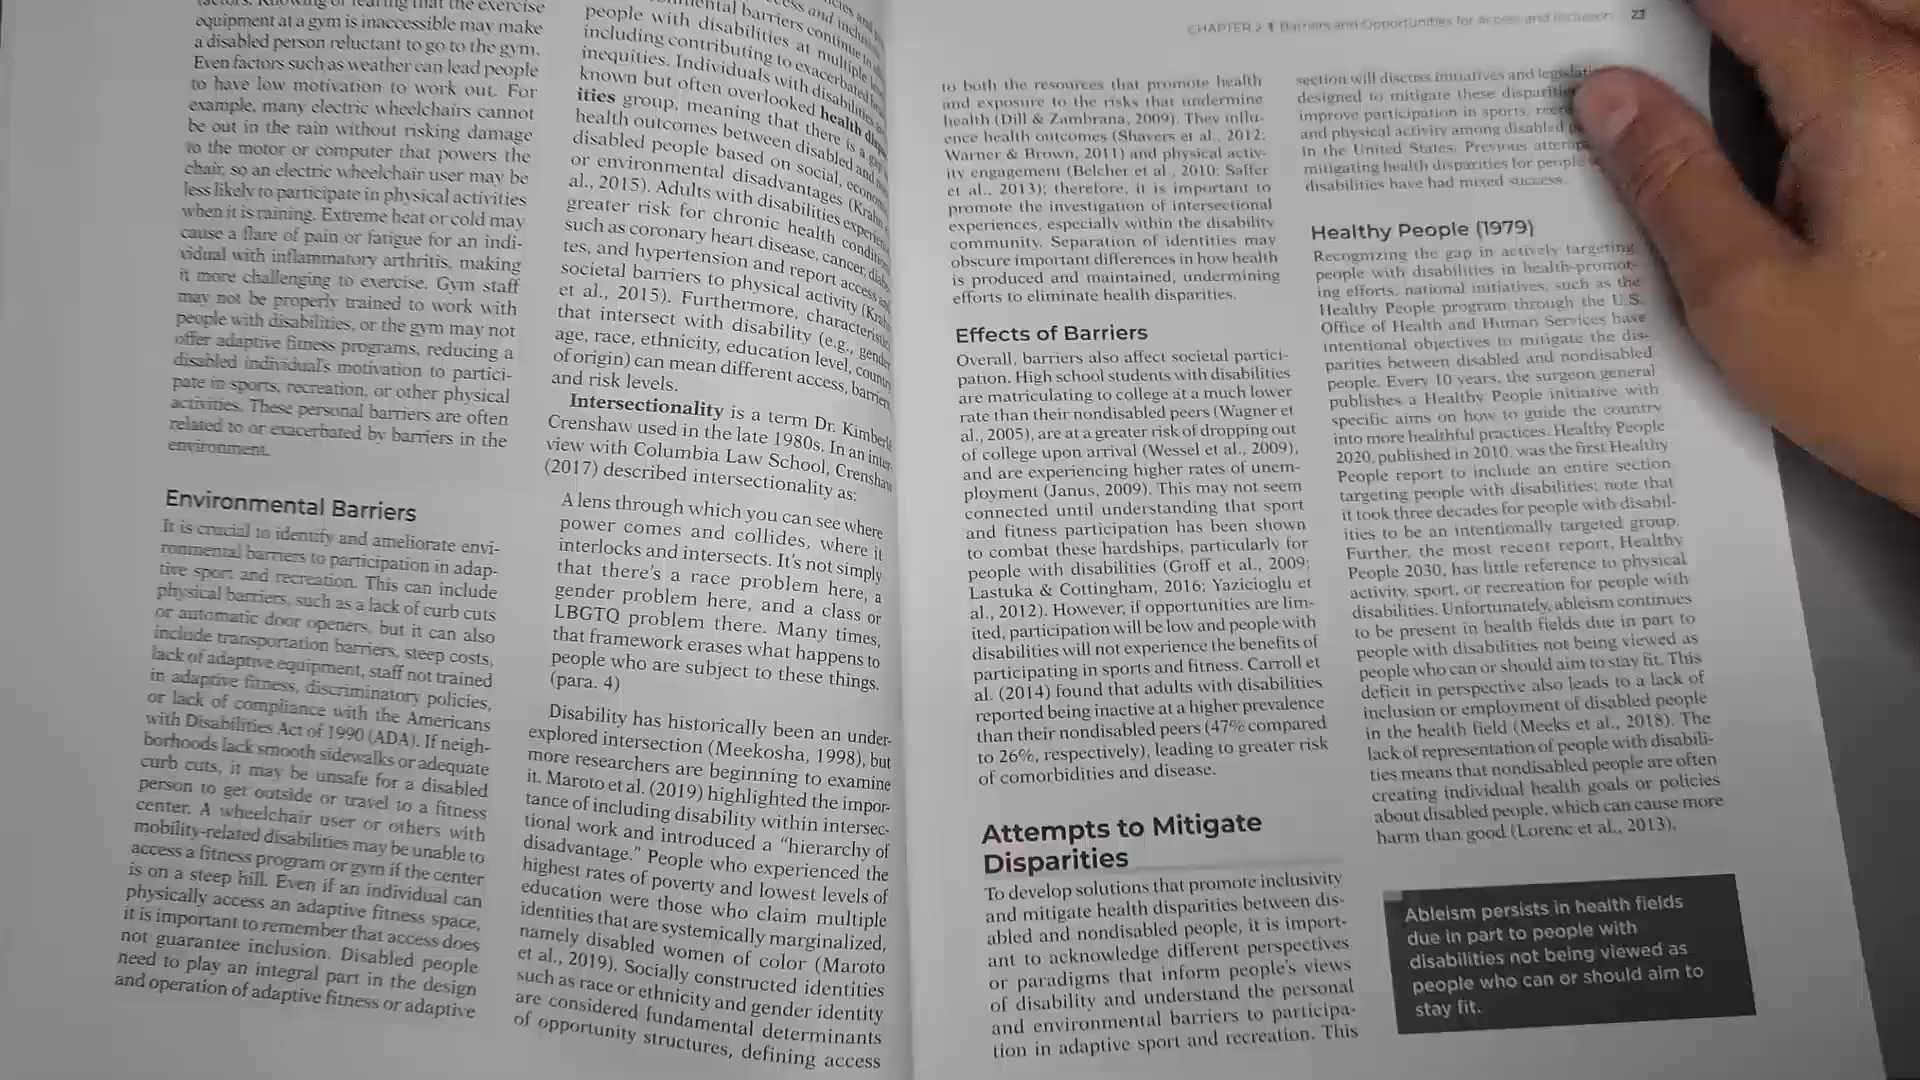 equipment at a gym is inaccessible may make
a disabled person reluctant to go to the gym.
Even factors such as weather can lead people
to have low motivation to work out. For
example, many electric wheelchairs cannot
be out in the rain without risking damage
to the motor or computer that powers the
chair, so an electric wheelchair user may be
less likely to participate in physical activities
when it is raining. Extreme heat or cold may
cause a flare of pain or fatigue for an indi-
vidual with inflammatory arthritis, making
it more challenging to exercise. Gym staff
may not be properly trained to work with
people with disabilities, or the gym may not
offer adaptive fitness programs, reducing a
disabled individual's motivation to partici-
pate in sports, recreation, or other physical
activities. These personal barriers are often
related to or exacerbated by barriers in the
environment.
Environmental Barriers
It is crucial to identify and ameliorate envi-
ronmental barriers to participation in adap-
tive sport and recreation. This can include
physical barriers, such as a lack of curb cuts
or automatic door openers, but it can also
include transportation barriers, steep costs,
lack of adaptive equipment, staff not trained
in adaptive fitness, discriminatory policies,
or lack of compliance with the Americans
with Disabilities Act of 1990 (ADA). If neigh-
borhoods lack smooth sidewalks or adequate
curb cuts, it may be unsafe for a disabled
person to get outside or travel to a fitness
center. A wheelchair user or others with
mobility-related disabilities may be unable to
access a fitness program or gym if the center
is on a steep hill. Even if an individual can
physically access an adaptive fitness space,
it is important to remember that access does
not guarantee inclusion. Disabled people
need to play an integral part in the design
and operation of adaptive fitness or adaptive
barriers continue
people with disabilities at multiple
including contributing to exacerbated
inequities. Individuals with disabilities
known but often overlooked health
ities group, meaning that there is a
health outcomes between disabled and
disabled people based on social,
or environmental disadvantages (Krahn
al., 2015). Adults with disabilities
greater risk for chronic health
such as coronary heart disease, cancer,
tes, and hypertension and report access
societal barriers to physical activity (Krahn
et al., 2015). Furthermore,
that intersect with disability (e.g., gender
age, race, ethnicity, education level,
of origin) can mean different access,
and risk levels.
Intersectionality is a term Dr. Kimberlé
Crenshaw used in the late 1980s. In an inter-
view with Columbia Law School, Crenshaw
(2017) described intersectionality as:
A lens through which you can see where
power comes and collides, where it
interlocks and intersects. It's not simply
that there's a race problem here, a
gender problem here, and a class or
LBGTQ problem there. Many times,
that framework erases what happens to
people who are subject to these things.
(para. 4)
Disability has historically been an under-
explored intersection (Meekosha, 1998), but
more researchers are beginning to examine
it. Maroto et al. (2019) highlighted the impor-
tance of including disability within intersec-
tional work and introduced a "hierarchy of
disadvantage." People who experienced the
highest rates of poverty and lowest levels of
education were those who claim multiple
identities that are systemically marginalized,
namely disabled women of color (Maroto
et al., 2019). Socially constructed identities
such as race or ethnicity and gender identity
are considered fundamental determinants
of opportunity structures, defining access
CHAPTER 2 Barriers and Opportunities for Access and Inclusion 23
to both the resources that promote health
and exposure to the risks that undermine
health (Dill & Zambrana, 2009). They influ-
ence health outcomes (Shavers et al., 2012;
Warner & Brown, 2011) and physical activ-
ity engagement (Belcher et al., 2010; Saffer
et al., 2013); therefore, it is important to
promote the investigation of intersectional
experiences, especially within the disability
community. Separation of identities may
obscure important differences in how health
is produced and maintained, undermining
efforts to eliminate health disparities.
Effects of Barriers
Overall, barriers also affect societal partici-
pation. High school students with disabilities
are matriculating to college at a much lower
rate than their nondisabled peers (Wagner et
al., 2005), are at a greater risk of dropping out
of college upon arrival (Wessel et al., 2009),
and are experiencing higher rates of unem-
ployment (Janus, 2009). This may not seem
connected until understanding that sport
and fitness participation has been shown
to combat these hardships, particularly for
people with disabilities (Groff et al., 2009;
Lastuka & Cottingham, 2016; Yazicioglu et
al., 2012). However, if opportunities are lim-
ited, participation will be low and people with
disabilities will not experience the benefits of
participating in sports and fitness. Carroll et
al. (2014) found that adults with disabilities
reported being inactive at a higher prevalence
than their nondisabled peers (47% compared
to 26%, respectively), leading to greater risk
of comorbidities and disease.
Attempts to Mitigate
Disparities
To develop solutions that promote inclusivity
and mitigate health disparities between dis-
abled and nondisabled people, it is import-
ant to acknowledge different perspectives
or paradigms that inform people's views
of disability and understand the personal
and environmental barriers to participa-
tion in adaptive sport and recreation. This
section will discuss initiatives and
designed to mitigate these
improve participation in sports,
and physical activity among disabled
in the United States. Previous
mitigating health disparities for people
disabilities have had mixed success.
Healthy People (1979)
Recognizing the gap in actively targeting
people with disabilities in health-promot-
ing efforts, national initiatives, such as the
Healthy People program through the U.S.
Office of Health and Human Services have
intentional objectives to mitigate the dis-
parities between disabled and nondisabled
people. Every 10 years, the surgeon general
publishes a Healthy People initiative with
specific aims on how to guide the country
into more healthful practices. Healthy People
2020, published in 2010, was the first Healthy
People report to include an entire section
targeting people with disabilities; note that
it took three decades for people with disabil-
ities to be an intentionally targeted group.
Further, the most recent report, Healthy
People 2030, has little reference to physical
activity, sport, or recreation for people with
disabilities. Unfortunately, ableism continues
to be present in health fields due in part to
people with disabilities not being viewed as
people who can or should aim to stay fit. This
deficit in perspective also leads to a lack of
inclusion or employment of disabled people
in the health field (Meeks et al., 2018). The
lack of representation of people with disabili-
ties means that nondisabled people are often
creating individual health goals or policies
about disabled people, which can cause more
harm than good (Lorenc et al., 2013).
Ableism persists in health fields
due in part to people with
disabilities not being viewed as
people who can or should aim to
stay fit.